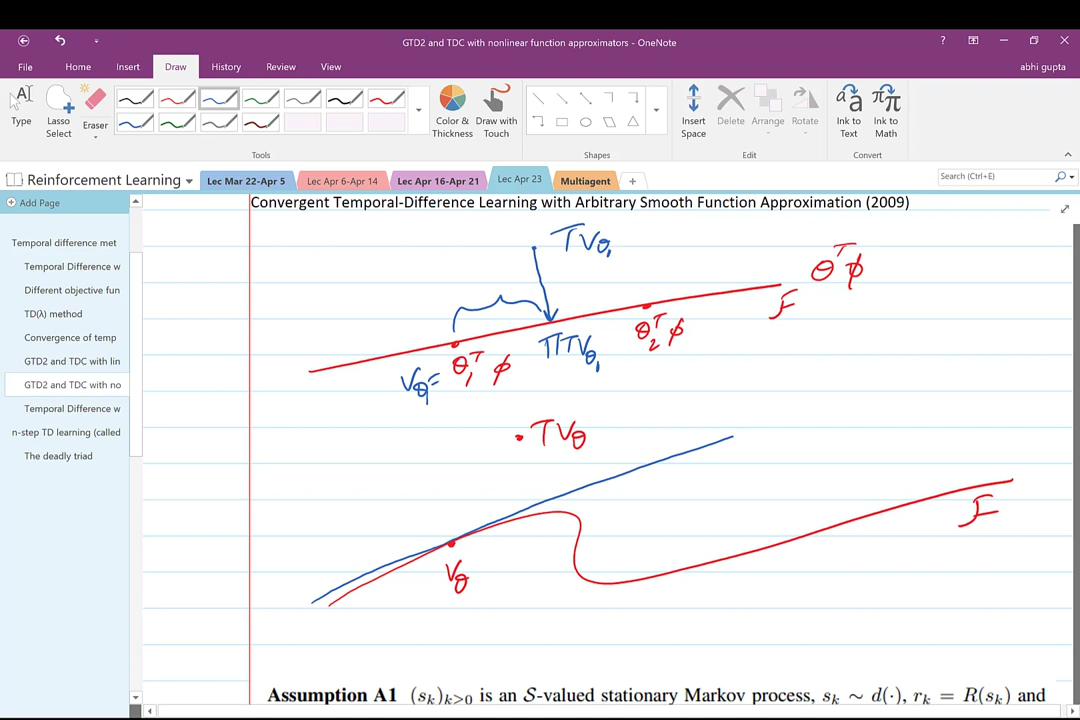 GTD2 and TDC with nonlinear function approximators - OneNote
?
File Home Insert Draw History Review View
abhi gupta
Type
Lasso Select
Eraser
Color & Thickness
Draw with Touch
Insert Space
Delete
Arrange
Rotate
Ink to Text
Ink to Math
Tools
Shapes
Edit
Convert
Reinforcement Learning
Lec Mar 22-Apr 5
Lec Apr 6-Apr 14
Lec Apr 16-Apr 21
Lec Apr 23
Multiagent
+
Search (Ctrl+E)
Add Page
Temporal difference met
Temporal Difference w
Different objective fun
TD(λ) method
Convergence of temp
GTD2 and TDC with lin
GTD2 and TDC with no
Temporal Difference w
n-step TD learning (called
The deadly triad
Convergent Temporal-Difference Learning with Arbitrary Smooth Function Approximation (2009)
TVθ₁
θᵀφ
F
θ₂ᵀφ
ΠTVθ₁
Vθ₁= θ₁ᵀφ
TVθ
F
Vθ
Assumption A1 (sₖ)ₖ>₀ is an S-valued stationary Markov process, sₖ ∼ d(·), rₖ = R(sₖ) and